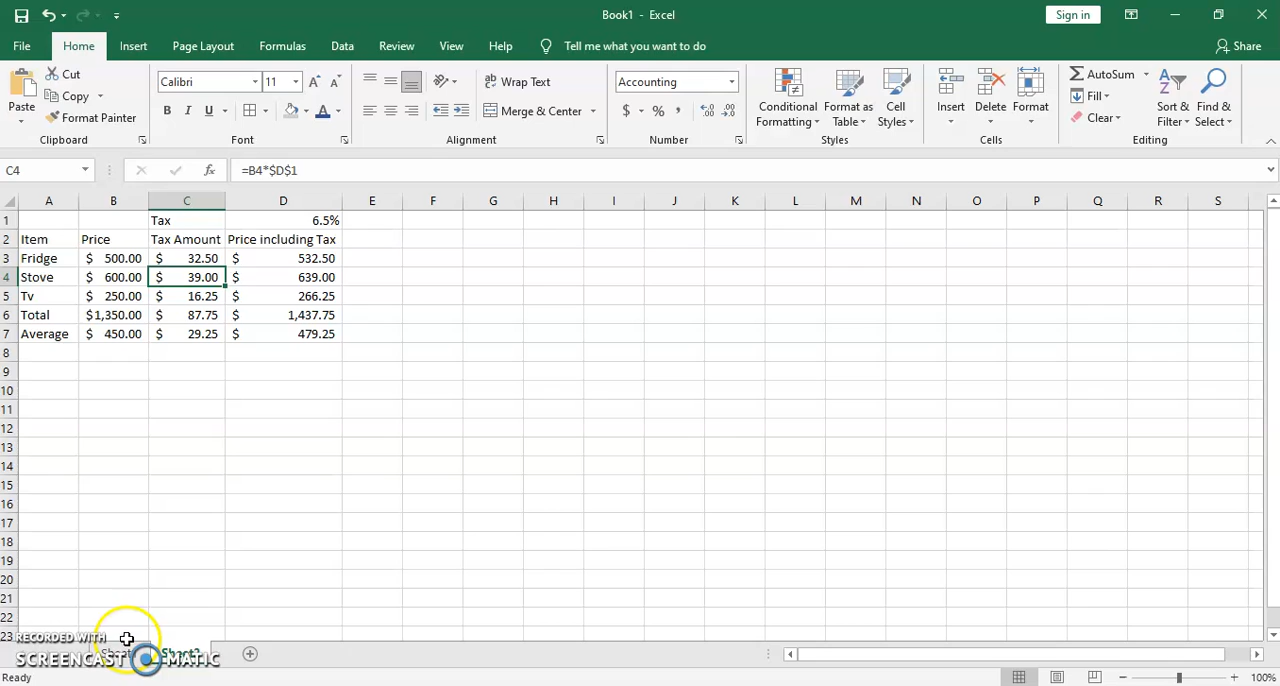 Book1 - Excel
Sign in
File Home Insert Page Layout Formulas Data Review View Help Tell me what you want to do Share
Paste
Cut
Copy
Format Painter
Clipboard
Calibri 11 A A
B I U A
Font
ab
Wrap Text
Merge & Center
Alignment
Accounting
$ % , .0 .00 .00 .0
Number
Conditional Formatting
Format as Table
Cell Styles
Styles
Insert
Delete
Format
Cells
AutoSum
Fill
Clear
Sort & Filter
Find & Select
Editing
C4 fx =B4*$D$1
A B C D E F G H I J K L M N O P Q R S
1 Tax 6.5%
2 Item Price Tax Amount Price including Tax
3 Fridge $ 500.00 $ 32.50 $ 532.50
4 Stove $ 600.00 $ 39.00 $ 639.00
5 Tv $ 250.00 $ 16.25 $ 266.25
6 Total $1,350.00 $ 87.75 $ 1,437.75
7 Average $ 450.00 $ 29.25 $ 479.25
8
9
10
11
12
13
14
15
16
17
18
19
20
21
22
23
RECORDED WITH
SCREENCAST MATIC
Ready 100%